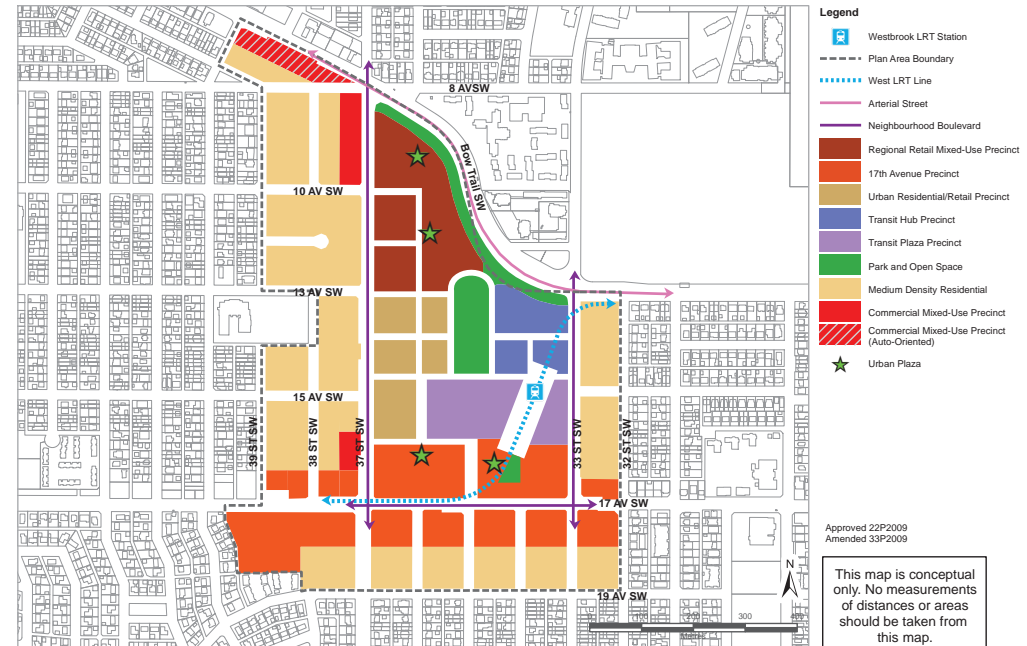 Legend
Westbrook LRT Station
Plan Area Boundary
West LRT Line
Arterial Street
Neighbourhood Boulevard
Regional Retail Mixed-Use Precinct
17th Avenue Precinct
Urban Residential/Retail Precinct
Transit Hub Precinct
Transit Plaza Precinct
Park and Open Space
Medium Density Residential
Commercial Mixed-Use Precinct
Commercial Mixed-Use Precinct
(Auto-Oriented)
Urban Plaza
8 AVSW
Bow Trail SW
10 AV SW
13 AV SW
15 AV SW
39 ST SW
38 ST SW
37 ST SW
33 ST SW
32 ST SW
17 AV SW
19 AV SW
Approved 22P2009
Amended 33P2009
N
300
This map is conceptual
only. No measurements
of distances or areas
should be taken from
this map.